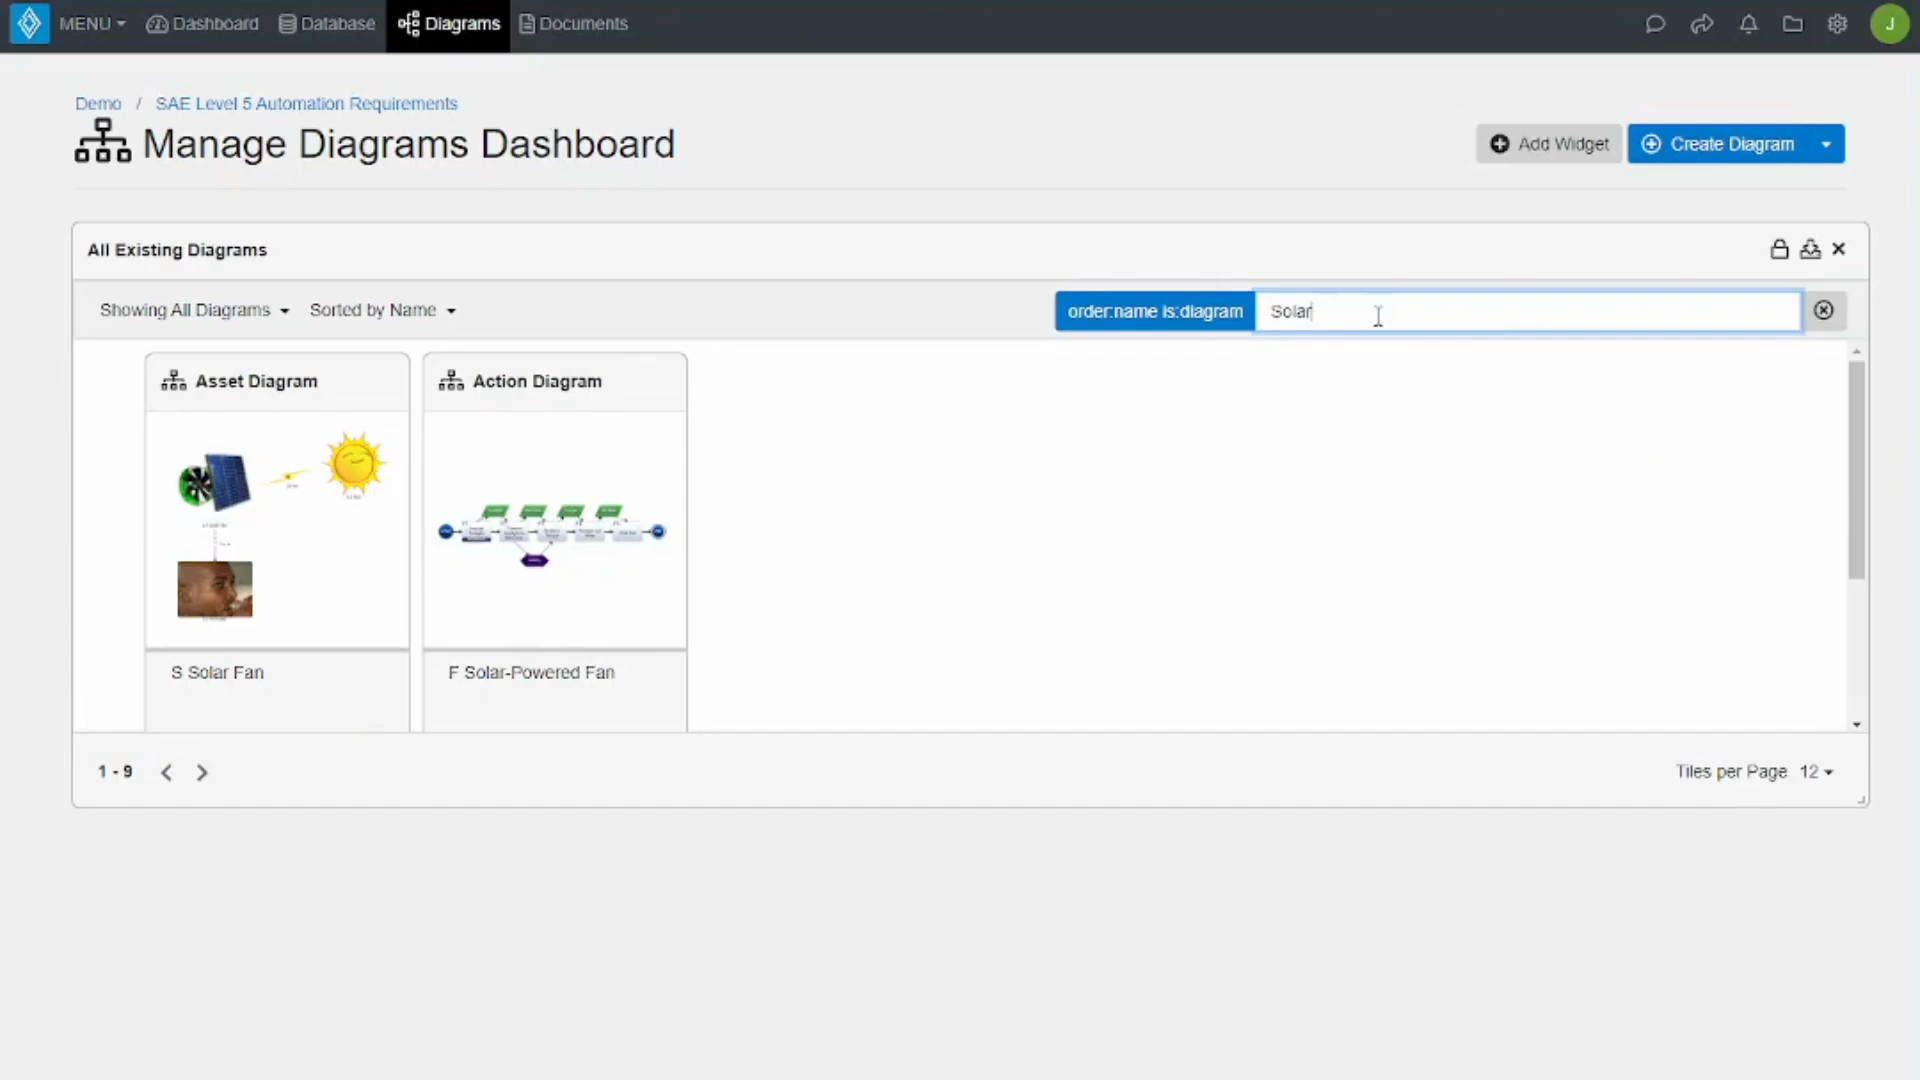 MENU Dashboard Database Diagrams Documents J
Demo / SAE Level 5 Automation Requirements
Manage Diagrams Dashboard
Add Widget Create Diagram
All Existing Diagrams
Showing All Diagrams Sorted by Name order:name is:diagram Solar
Asset Diagram Action Diagram
S Solar Fan F Solar-Powered Fan
1 - 9 Tiles per Page 12